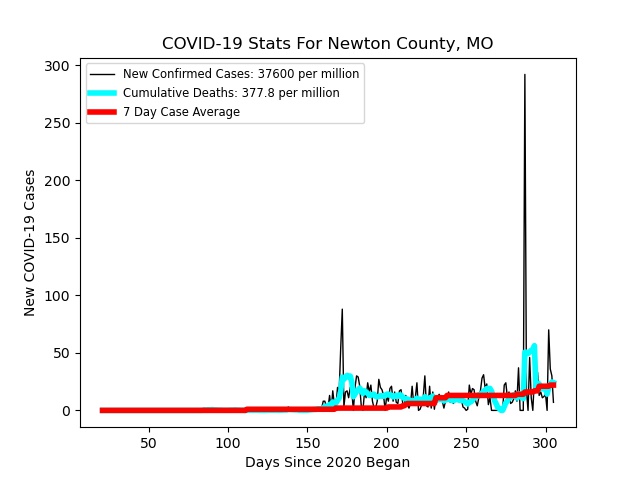 COVID-19 Stats For Newton County, MO
New Confirmed Cases: 37600 per million
Cumulative Deaths: 377.8 per million
7 Day Case Average
300
250
200
150
100
50
0
New COVID-19 Cases
50 100 150 200 250 300
Days Since 2020 Began